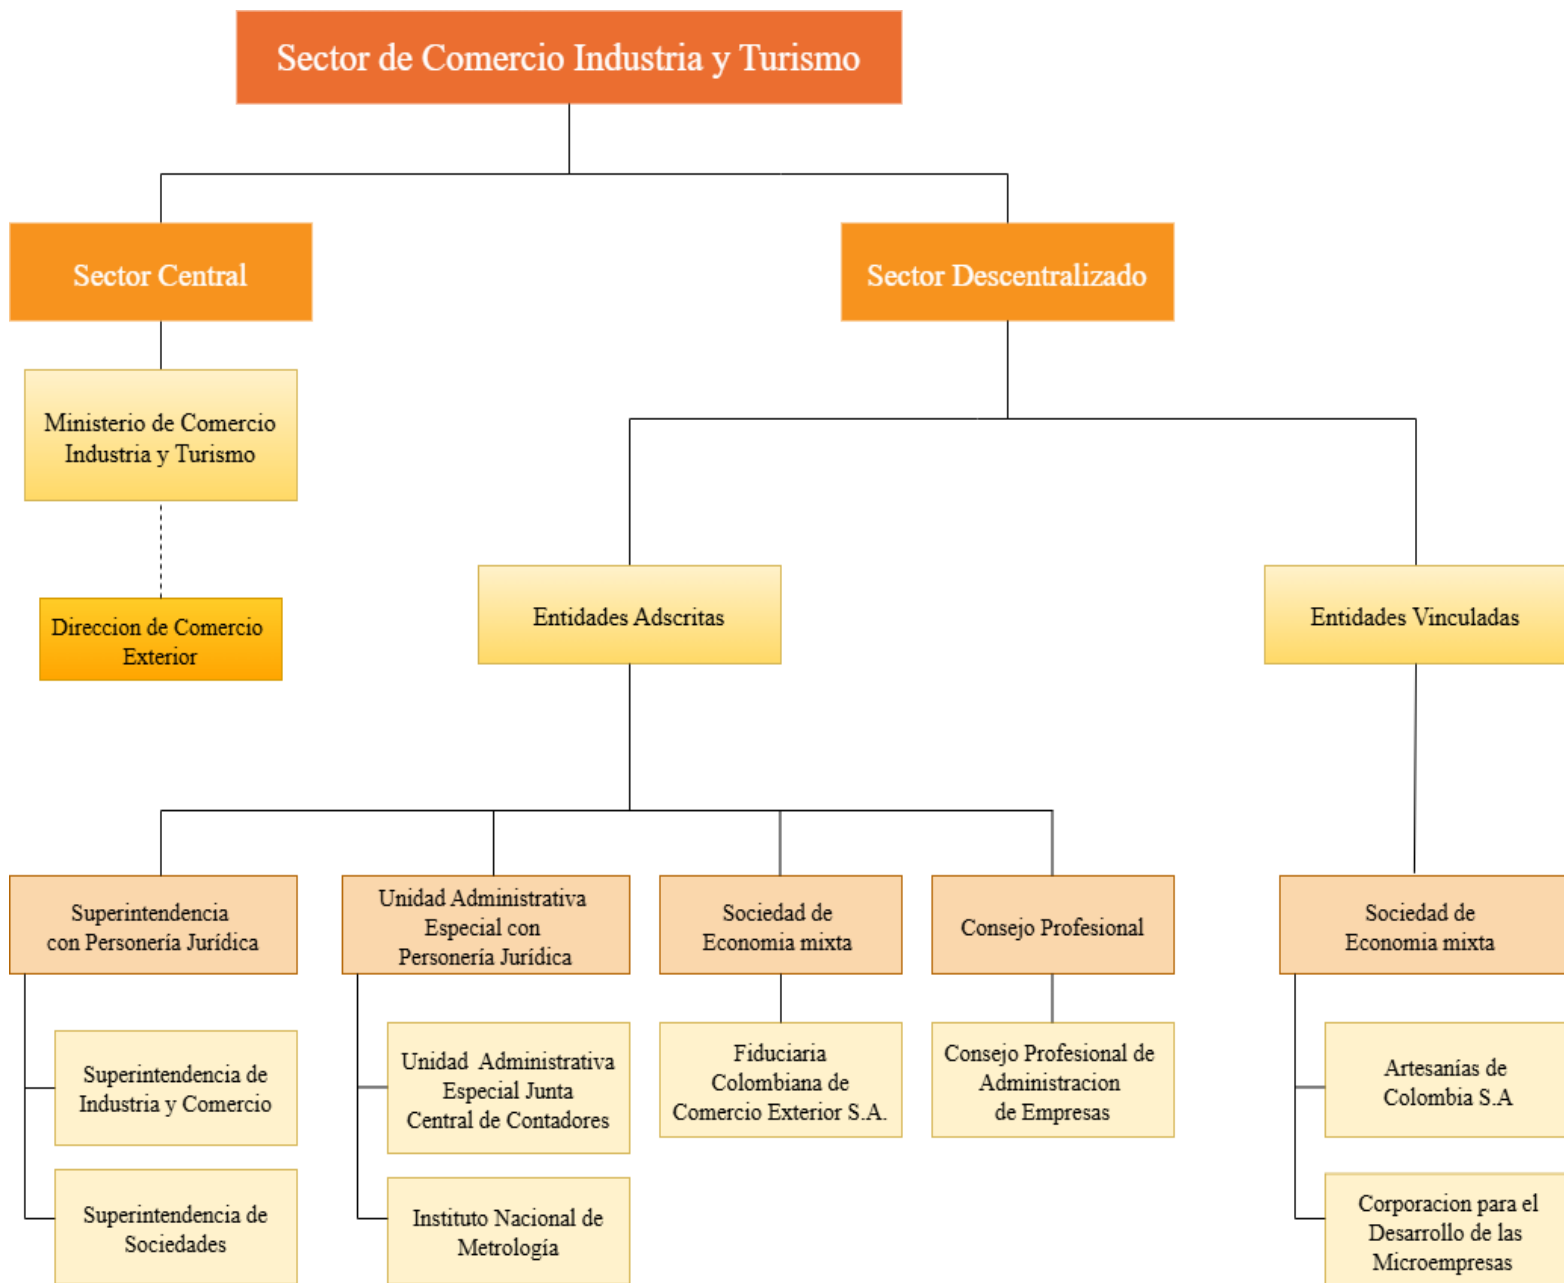 Sector de Comercio Industria y Turismo
Sector Central
Sector Descentralizado
Ministerio de Comercio
Industria y Turismo
Direccion de Comercio
Exterior
Entidades Adscritas
Entidades Vinculadas
Superintendencia
con Personería Jurídica
Unidad Administrativa
Especial con
Personería Jurídica
Sociedad de
Economia mixta
Consejo Profesional
Sociedad de
Economia mixta
Superintendencia de
Industria y Comercio
Unidad Administrativa
Especial Junta
Central de Contadores
Fiduciaria
Colombiana de
Comercio Exterior S.A.
Consejo Profesional de
Administracion
de Empresas
Artesanías de
Colombia S.A
Superintendencia de
Sociedades
Instituto Nacional de
Metrología
Corporacion para el
Desarrollo de las
Microempresas